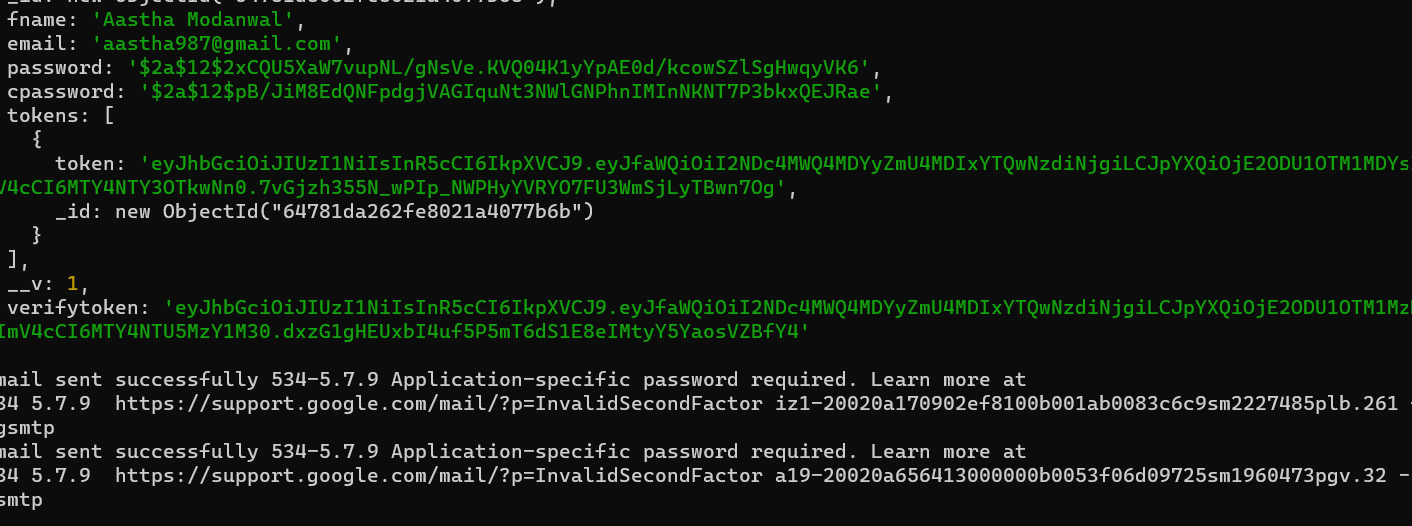 _id: new ObjectId(
fname: 'Aastha Modanwal',
email: 'aastha987@gmail.com',
password: '$2a$12$2xCQU5XaW7vupNL/gNsVe.KVQ04K1yYpAE0d/kcowSZlSgHwqyVK6',
cpassword: '$2a$12$pB/JiM8EdQNFpdgjVAGIquNt3NWlGNPhnIMInNKNT7P3bkxQEJRae',
tokens: [
{
token: 'eyJhbGciOiJIUzI1NiIsInR5cCI6IkpXVCJ9.eyJfaWQiOiI2NDc4MWQ4MDYyZmU4MDIxYTQwNzdiNjgiLCJpYXQiOjE2ODU1OTM1MDYs
V4cCI6MTY4NTY3OTkwNn0.7vGjzh355N_wPIp_NWPHyYVRYO7FU3WmSjLyTBwn7Og',
_id: new ObjectId("64781da262fe8021a4077b6b")
}
],
__v: 1,
verifytoken: 'eyJhbGciOiJIUzI1NiIsInR5cCI6IkpXVCJ9.eyJfaWQiOiI2NDc4MWQ4MDYyZmU4MDIxYTQwNzdiNjgiLCJpYXQiOjE2ODU1OTM1Mz
ImV4cCI6MTY4NTU5MzY1M30.dxzG1gHEUxbI4uf5P5mT6dS1E8eIMtyY5YaosVZBfY4'
mail sent successfully 534-5.7.9 Application-specific password required. Learn more at
34 5.7.9 https://support.google.com/mail/?p=InvalidSecondFactor iz1-20020a170902ef8100b001ab0083c6c9sm2227485plb.261 -
gsmtp
mail sent successfully 534-5.7.9 Application-specific password required. Learn more at
34 5.7.9 https://support.google.com/mail/?p=InvalidSecondFactor a19-20020a656413000000b0053f06d09725sm1960473pgv.32 -
smtp